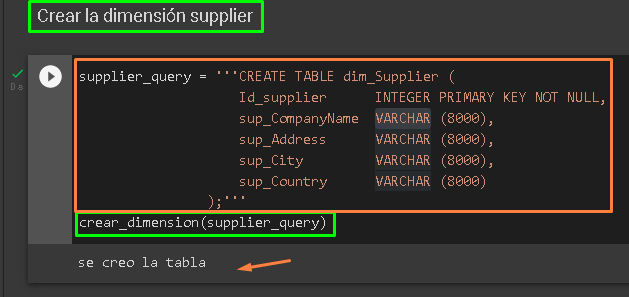 Crear la dimensión supplier
supplier_query = '''CREATE TABLE dim_Supplier (
Id_supplier INTEGER PRIMARY KEY NOT NULL,
sup_CompanyName VARCHAR (8000),
sup_Address VARCHAR (8000),
sup_City VARCHAR (8000),
sup_Country VARCHAR (8000)
);'''
crear_dimension(supplier_query)
se creo la tabla